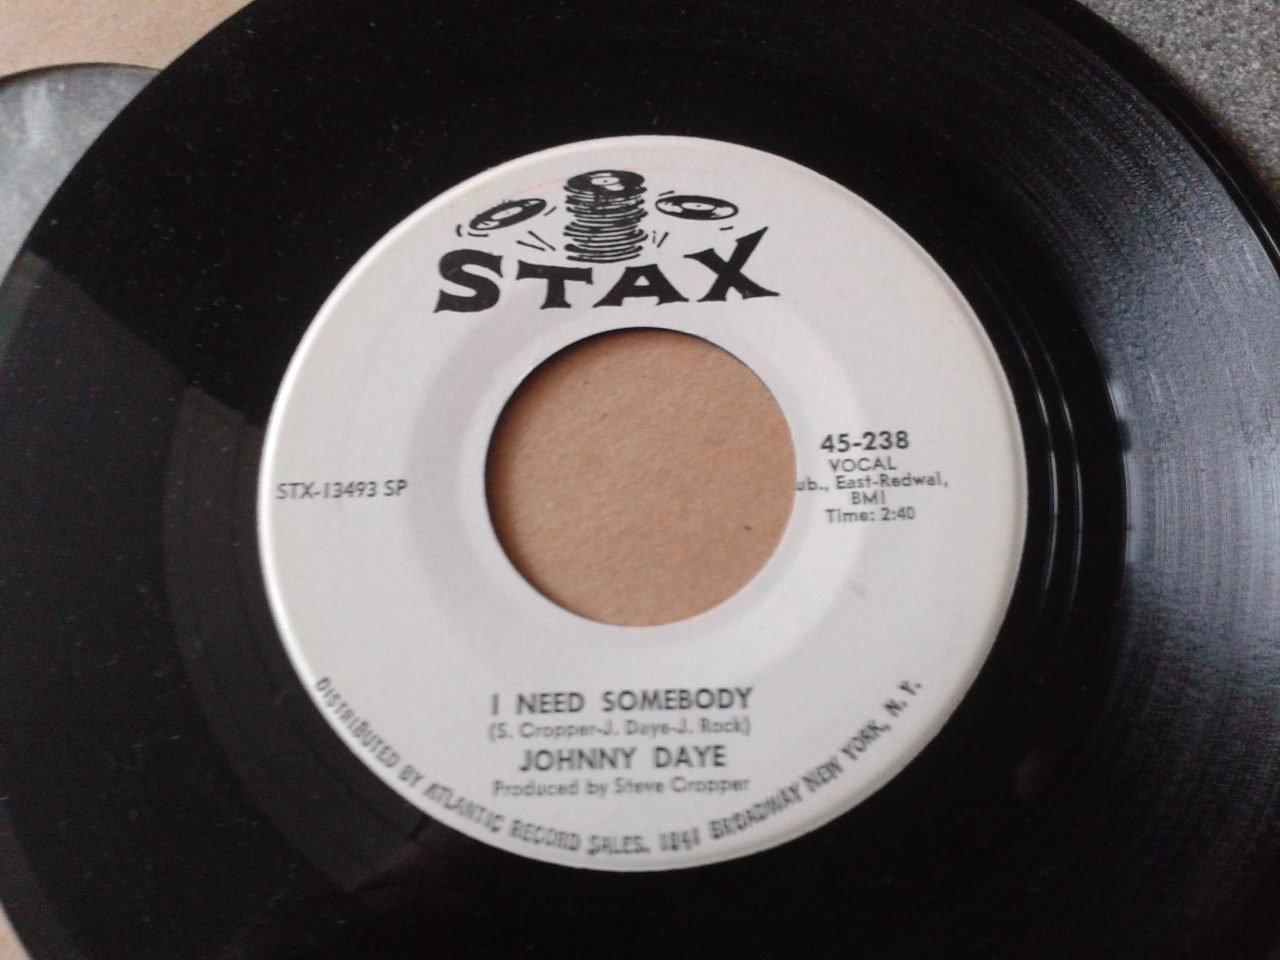 STAX
STX-13493 SP
45-238
VOCAL
ub., East-Redwal,
BMI
Time: 2:40
I NEED SOMEBODY
(S. Cropper-J. Daye-J. Rock)
JOHNNY DAYE
Produced by Steve Cropper
DISTRIBUTED BY ATLANTIC RECORD SALES, 1841 BROADWAY NEW YORK, N. Y.